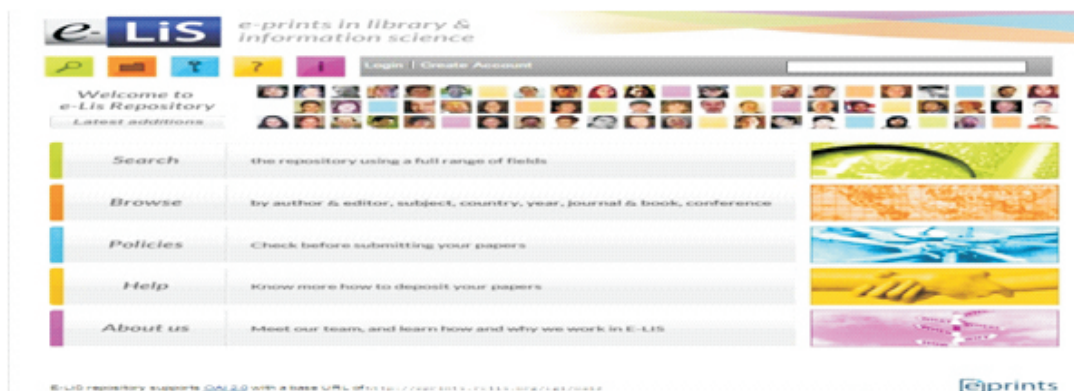 e-LiS
e-prints in library &
information science
?
i
Login | Create Account
Welcome to
e-Lis Repository
Latest additions
Search
the repository using a full range of fields
Browse
by author & editor, subject, country, year, journal & book, conference
Policies
Check before submitting your papers
Help
Know more how to deposit your papers
About us
Meet our team, and learn how and why we work in E-LIS
E-LIS repository supports OAI 2.0 with a base URL of
eprints